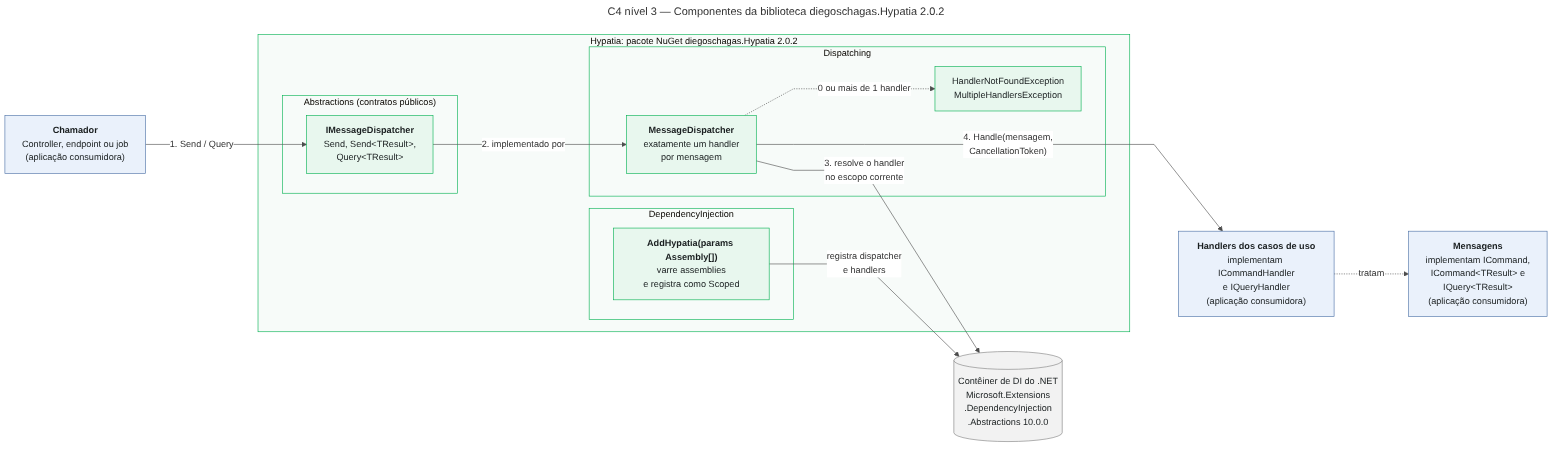 C4 nível 3 — Componentes da biblioteca diegoschagas.Hypatia 2.0.2
Hypatia: pacote NuGet diegoschagas.Hypatia 2.0.2
Dispatching
HandlerNotFoundException
MultipleHandlersException
0 ou mais de 1 handler
Abstractions (contratos públicos)
Chamador
Controller, endpoint ou job
(aplicação consumidora)
1. Send / Query
IMessageDispatcher
Send, Send<TResult>,
Query<TResult>
2. implementado por
MessageDispatcher
exatamente um handler
por mensagem
4. Handle(mensagem,
CancellationToken)
3. resolve o handler
no escopo corrente
DependencyInjection
AddHypatia(params
Assembly[])
varre assemblies
e registra como Scoped
registra dispatcher
e handlers
Handlers dos casos de uso
implementam
ICommandHandler
e IQueryHandler
(aplicação consumidora)
tratam
Mensagens
implementam ICommand,
ICommand<TResult> e
IQuery<TResult>
(aplicação consumidora)
Contêiner de DI do .NET
Microsoft.Extensions
.DependencyInjection
.Abstractions 10.0.0